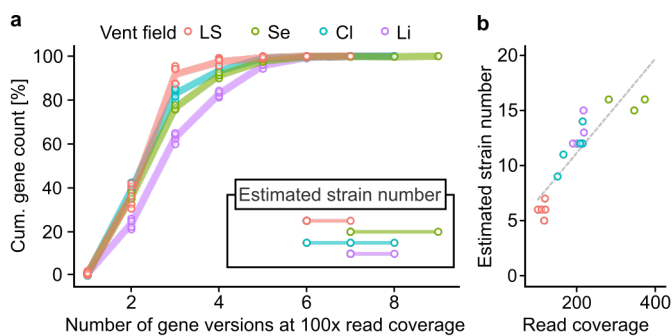 a
Vent field LS Se Cl Li
Cum. gene count [%]
100
80
60
40
20
0
Estimated strain number
2 4 6 8
Number of gene versions at 100x read coverage
b
Estimated strain number
20
15
10
5
0
200 400
Read coverage